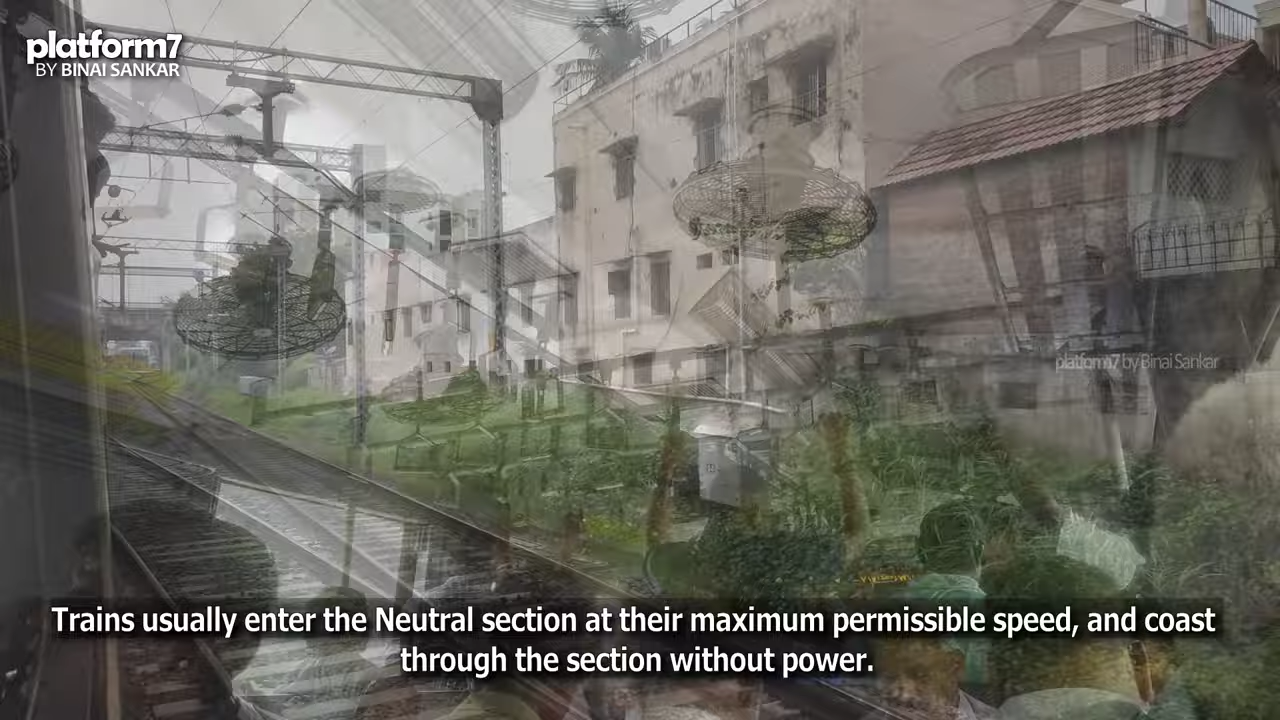 platform7
BY BINAI SANKAR
platform7 by Binai Sankar
Trains usually enter the Neutral section at their maximum permissible speed, and coast
through the section without power.